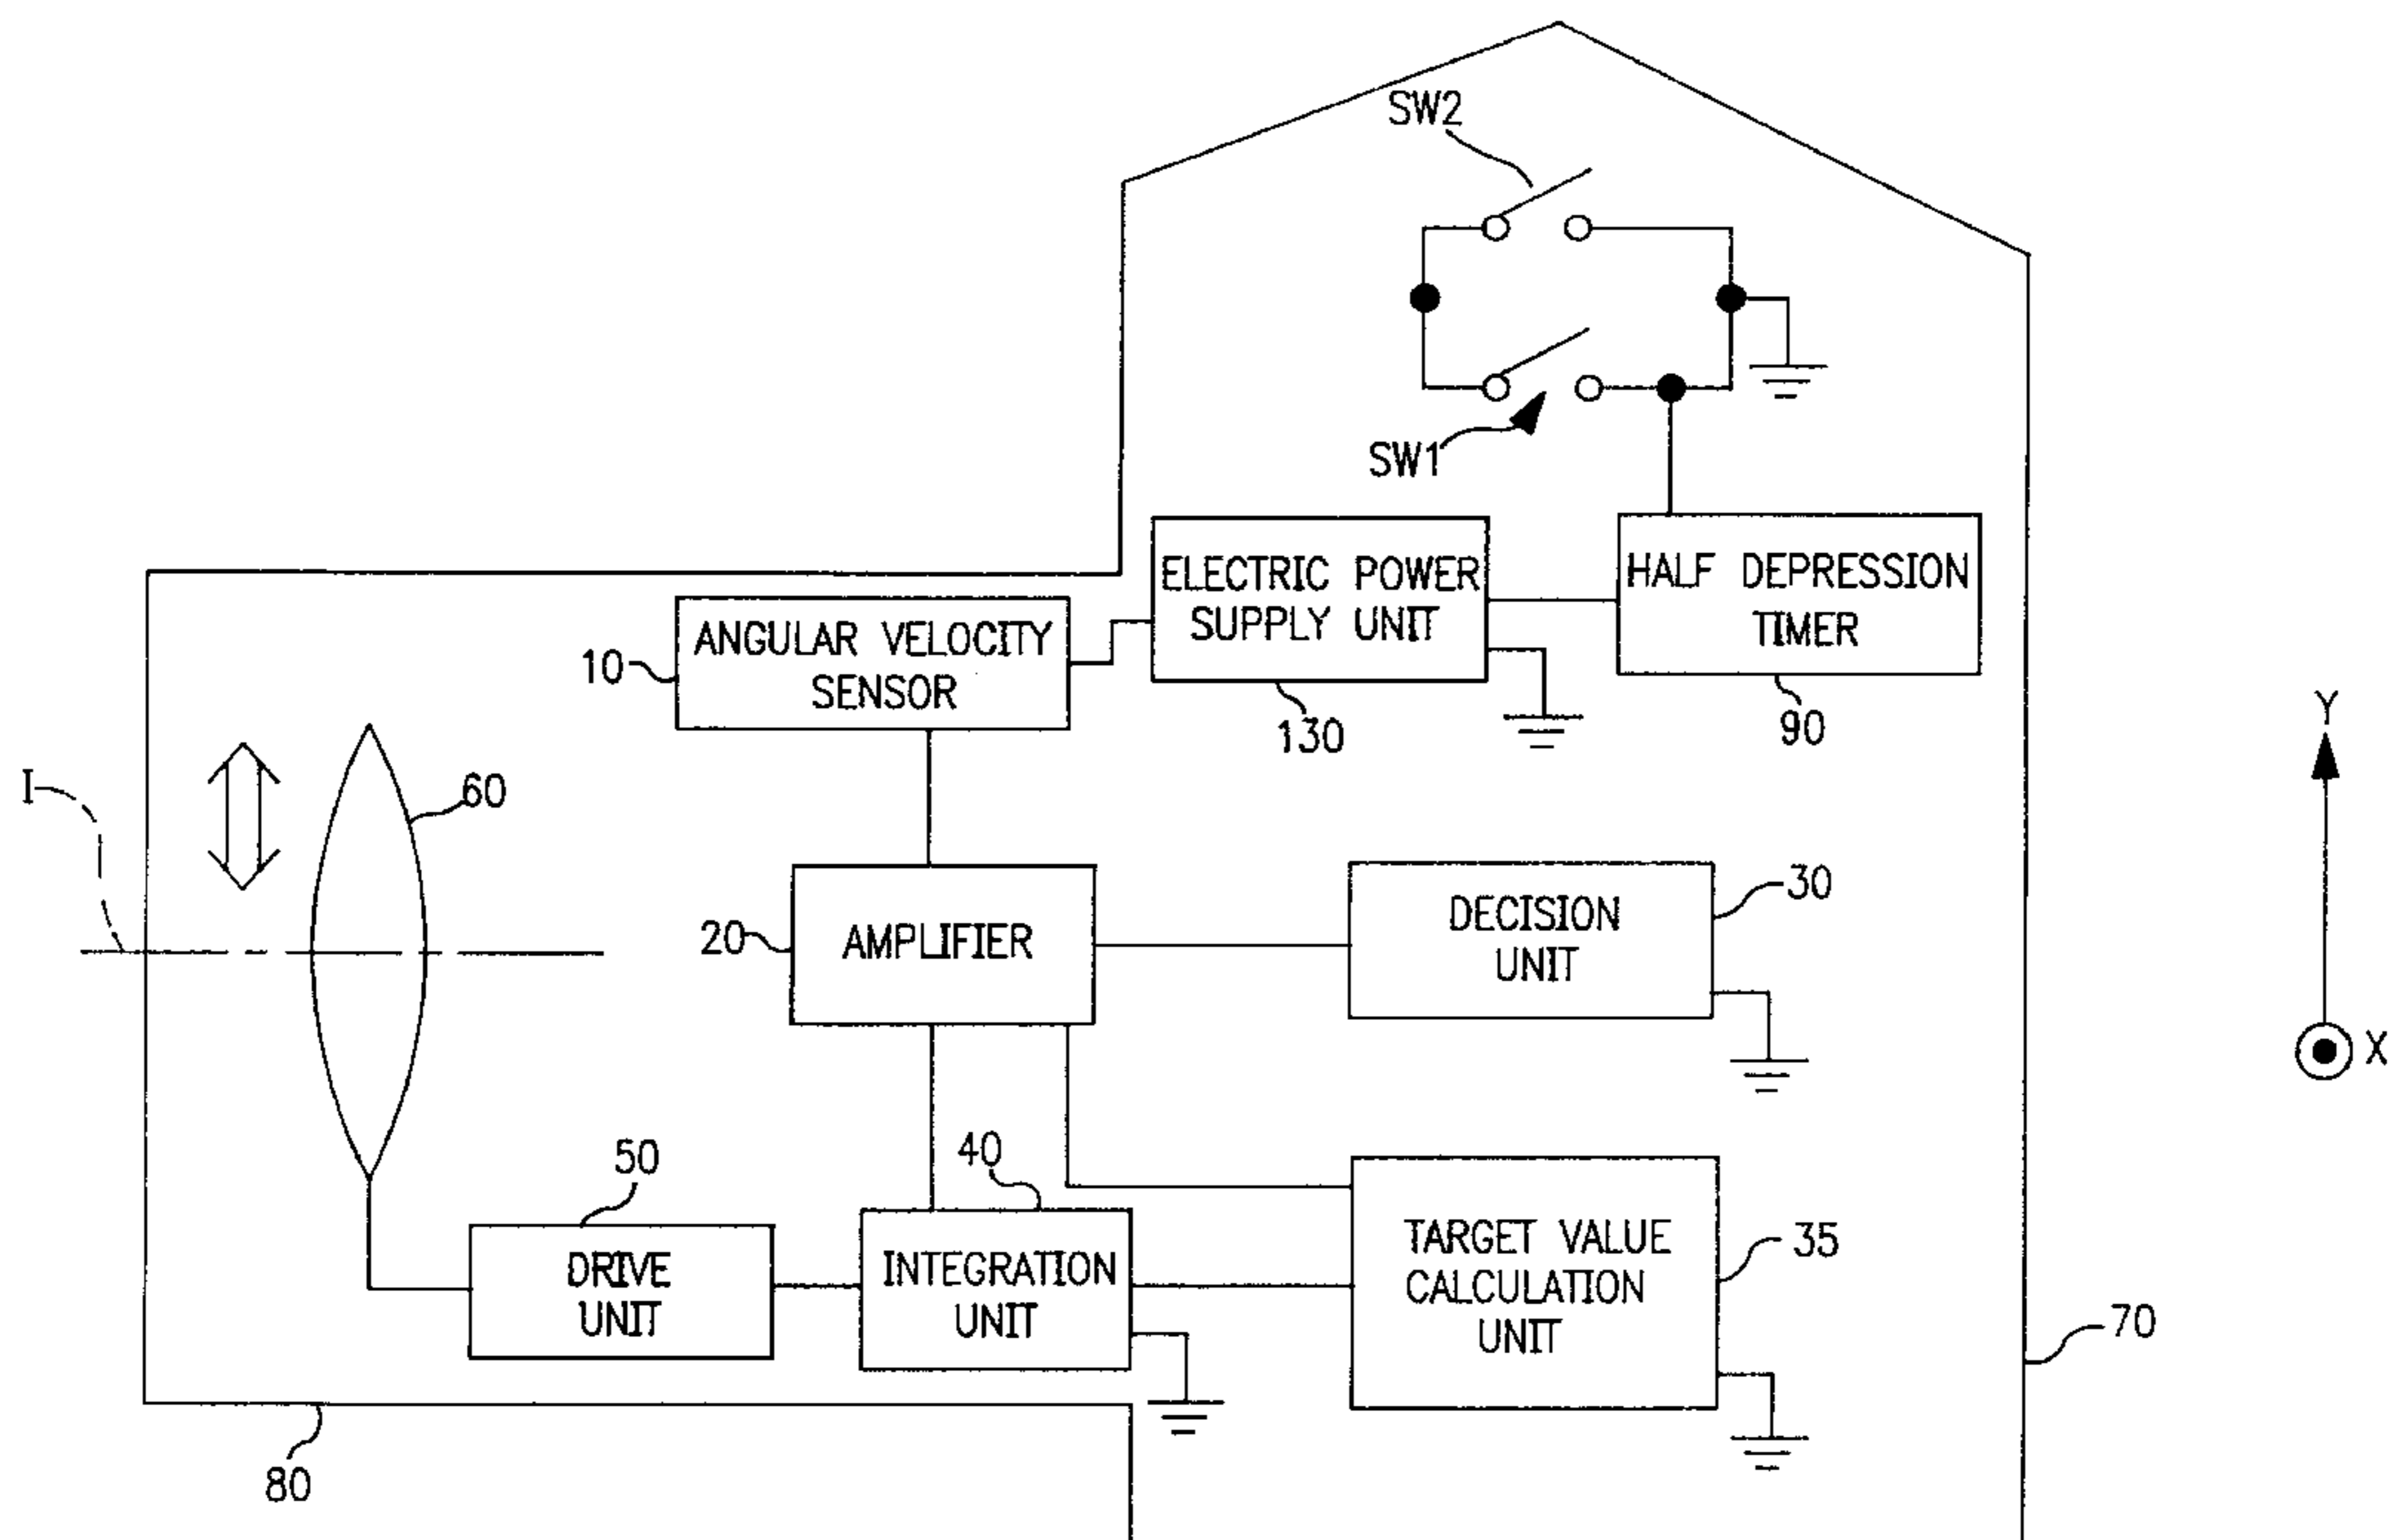 SW2
SW1
ELECTRIC POWER
SUPPLY UNIT
130
HALF DEPRESSION
TIMER
90
10
ANGULAR VELOCITY
SENSOR
I
60
20
AMPLIFIER
DECISION
UNIT
30
Y
X
50
DRIVE
UNIT
40
INTEGRATION
UNIT
TARGET VALUE
CALCULATION
UNIT
35
70
80